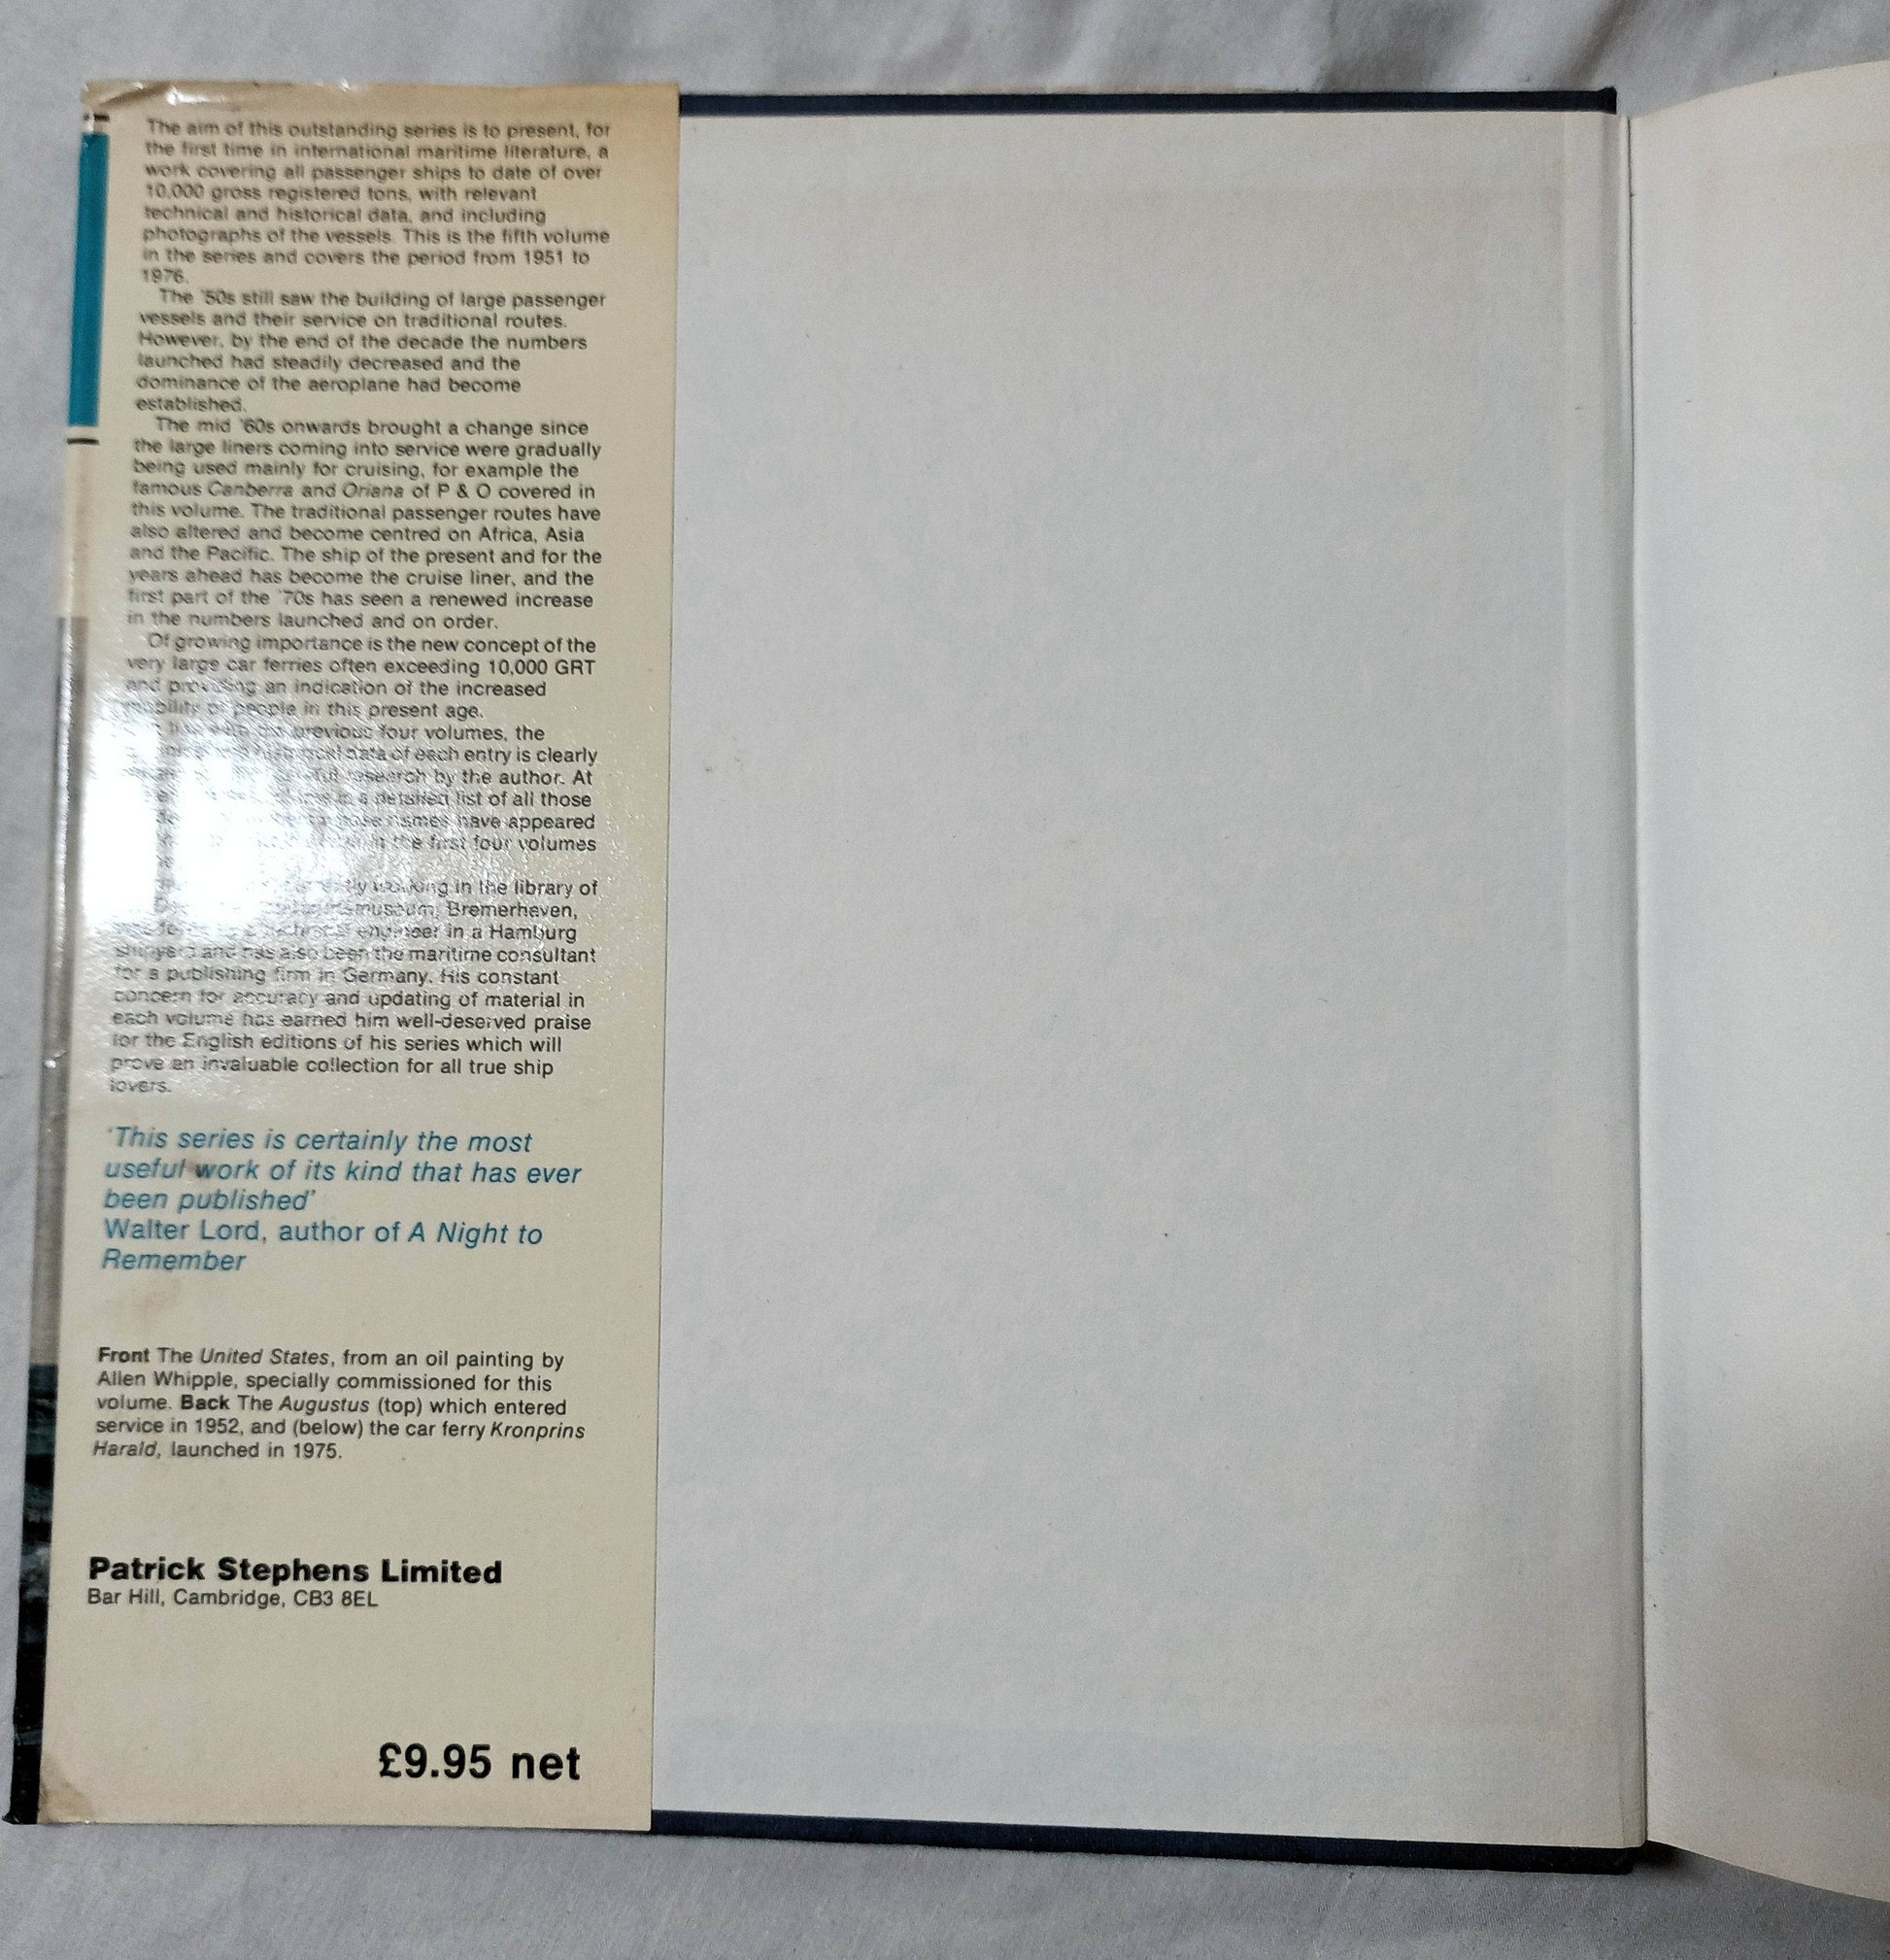 The aim of this outstanding series is to present, for
the first time in international maritime literature, a
work covering all passenger ships to date of over
10,000 gross registered tons, with relevant
technical and historical data, and including
photographs of the vessels. This is the fifth volume
in the series and covers the period from 1951 to
1976.
The '50s still saw the building of large passenger
vessels and their service on traditional routes.
However, by the end of the decade the numbers
launched had steadily decreased and the
dominance of the aeroplane had become
established.
The mid '60s onwards brought a change since
the large liners coming into service were gradually
being used mainly for cruising, for example the
famous Canberra and Oriana of P & O covered in
this volume. The traditional passenger routes have
also altered and become centred on Africa, Asia
and the Pacific. The ship of the present and for the
years ahead has become the cruise liner, and the
first part of the '70s has seen a renewed increase
in the numbers launched and on order.
Of growing importance is the new concept of the
very large car ferries often exceeding 10,000 GRT
and providing an indication of the increased
mobility of people in this present age.
previous four volumes, the
data of each entry is clearly
research by the author. At
a detailed list of all those
names have appeared
in the first four volumes
working in the library of
Bremerhaven,
engineer in a Hamburg
shipyard and has also been the maritime consultant
for a publishing firm in Germany. His constant
concern for accuracy and updating of material in
each volume has earned him well-deserved praise
for the English editions of his series which will
prove an invaluable collection for all true ship
lovers.
'This series is certainly the most
useful work of its kind that has ever
been published'
Walter Lord, author of A Night to
Remember
Front The United States, from an oil painting by
Allen Whipple, specially commissioned for this
volume. Back The Augustus (top) which entered
service in 1952, and (below) the car ferry Kronprins
Harald, launched in 1975.
Patrick Stephens Limited
Bar Hill, Cambridge, CB3 8EL
£9.95 net